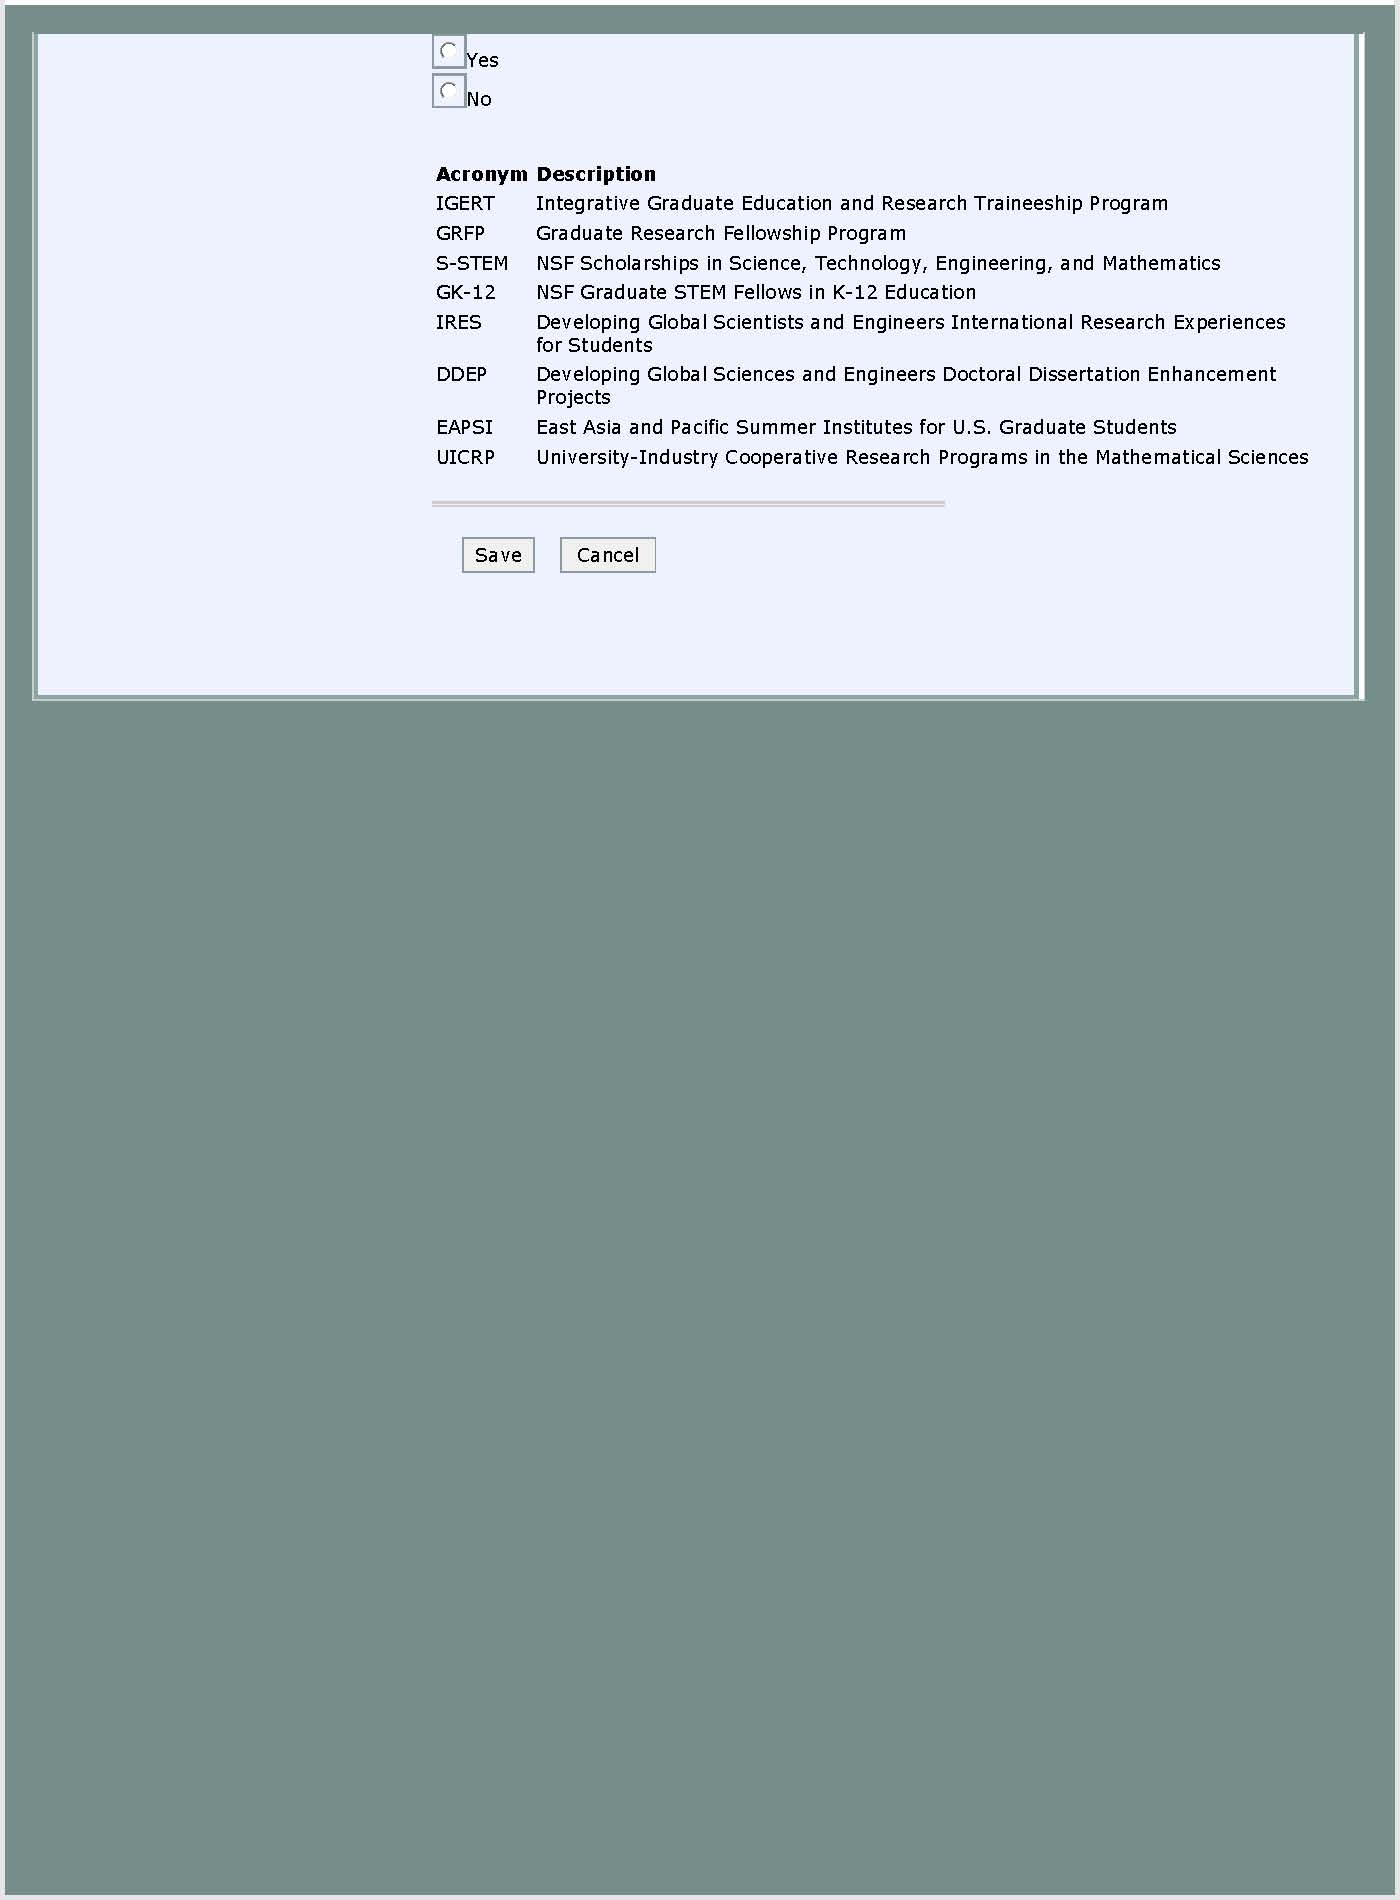 Yes
No
Acronym Description
IGERT Integrative Graduate Education and Research Traineeship Program
GRFP Graduate Research Fellowship Program
S-STEM NSF Scholarships in Science, Technology, Engineering, and Mathematics
GK-12 NSF Graduate STEM Fellows in K-12 Education
IRES Developing Global Scientists and Engineers International Research Experiences
for Students
DDEP Developing Global Sciences and Engineers Doctoral Dissertation Enhancement
Projects
EAPSI East Asia and Pacific Summer Institutes for U.S. Graduate Students
UICRP University-Industry Cooperative Research Programs in the Mathematical Sciences
Save Cancel